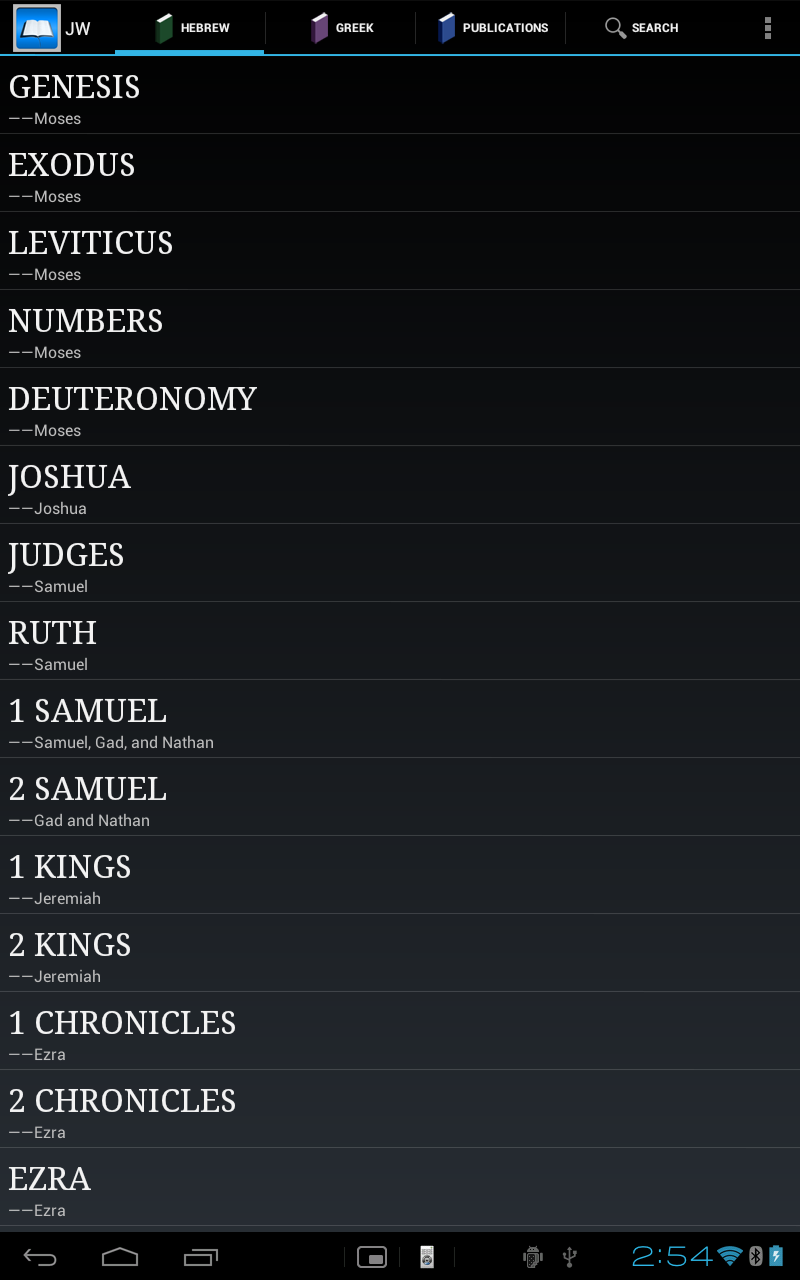 JW
HEBREW
GREEK
PUBLICATIONS
SEARCH
GENESIS
——Moses
EXODUS
——Moses
LEVITICUS
——Moses
NUMBERS
——Moses
DEUTERONOMY
——Moses
JOSHUA
——Joshua
JUDGES
——Samuel
RUTH
——Samuel
1 SAMUEL
——Samuel, Gad, and Nathan
2 SAMUEL
——Gad and Nathan
1 KINGS
——Jeremiah
2 KINGS
——Jeremiah
1 CHRONICLES
——Ezra
2 CHRONICLES
——Ezra
EZRA
——Ezra
2:54